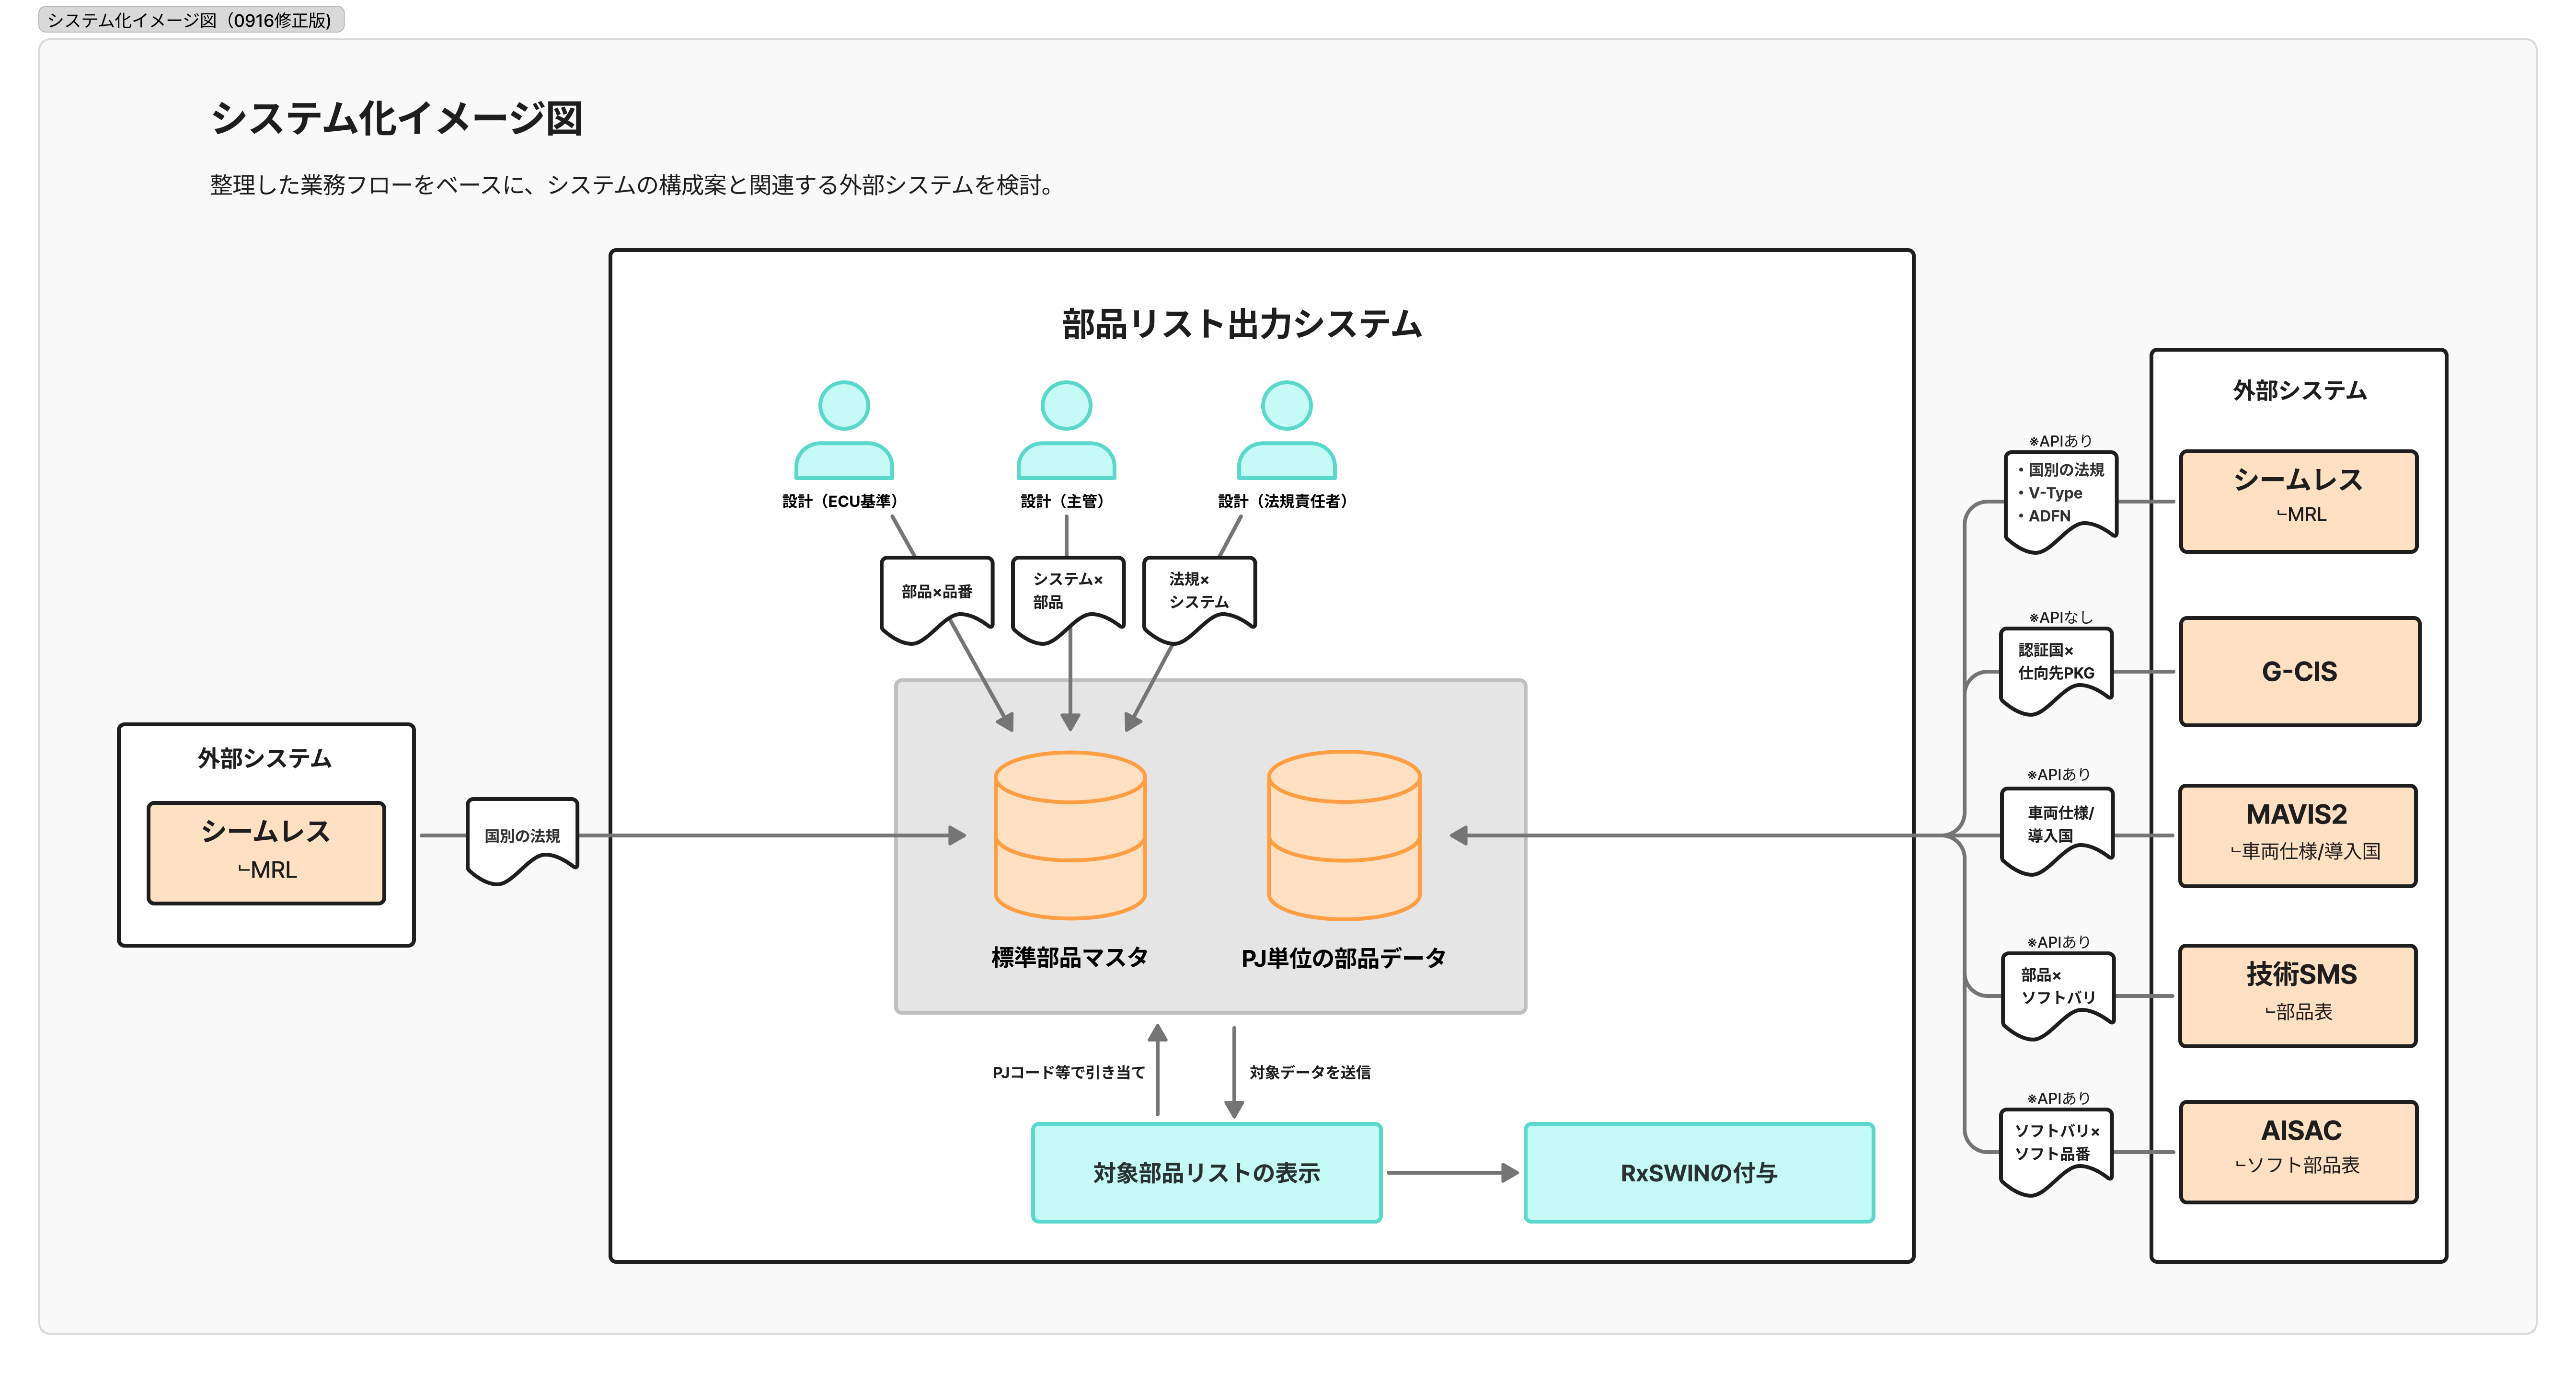 システム化イメージ図（0916修正版)
システム化イメージ図
整理した業務フローをベースに、システムの構成案と関連する外部システムを検討。
部品リスト出力システム
設計（ECU基準）
設計（主管）
設計（法規責任者）
部品×品番
システム×
部品
法規×
システム
外部システム
シームレス
∟MRL
国別の法規
標準部品マスタ
PJ単位の部品データ
PJコード等で引き当て
対象データを送信
対象部品リストの表示
RxSWINの付与
外部システム
※APIあり
・国別の法規
・V-Type
・ADFN
シームレス
∟MRL
※APIなし
認証国×
仕向先PKG
G-CIS
※APIあり
車両仕様/
導入国
MAVIS2
∟車両仕様/導入国
※APIあり
部品×
ソフトバリ
技術SMS
∟部品表
※APIあり
ソフトバリ×
ソフト品番
AISAC
∟ソフト部品表